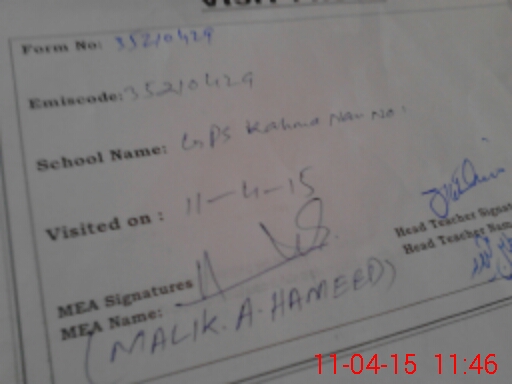 Form No: 35210429
Emiscode: 35210429
School Name: GPS Kahna Nau No.
Visited on : 11-4-15
Head Teacher Signatu
Head Teacher Nam
MEA Signatures
MEA Name:
(MALIK.A.HAMEED)
11-04-15 11:46